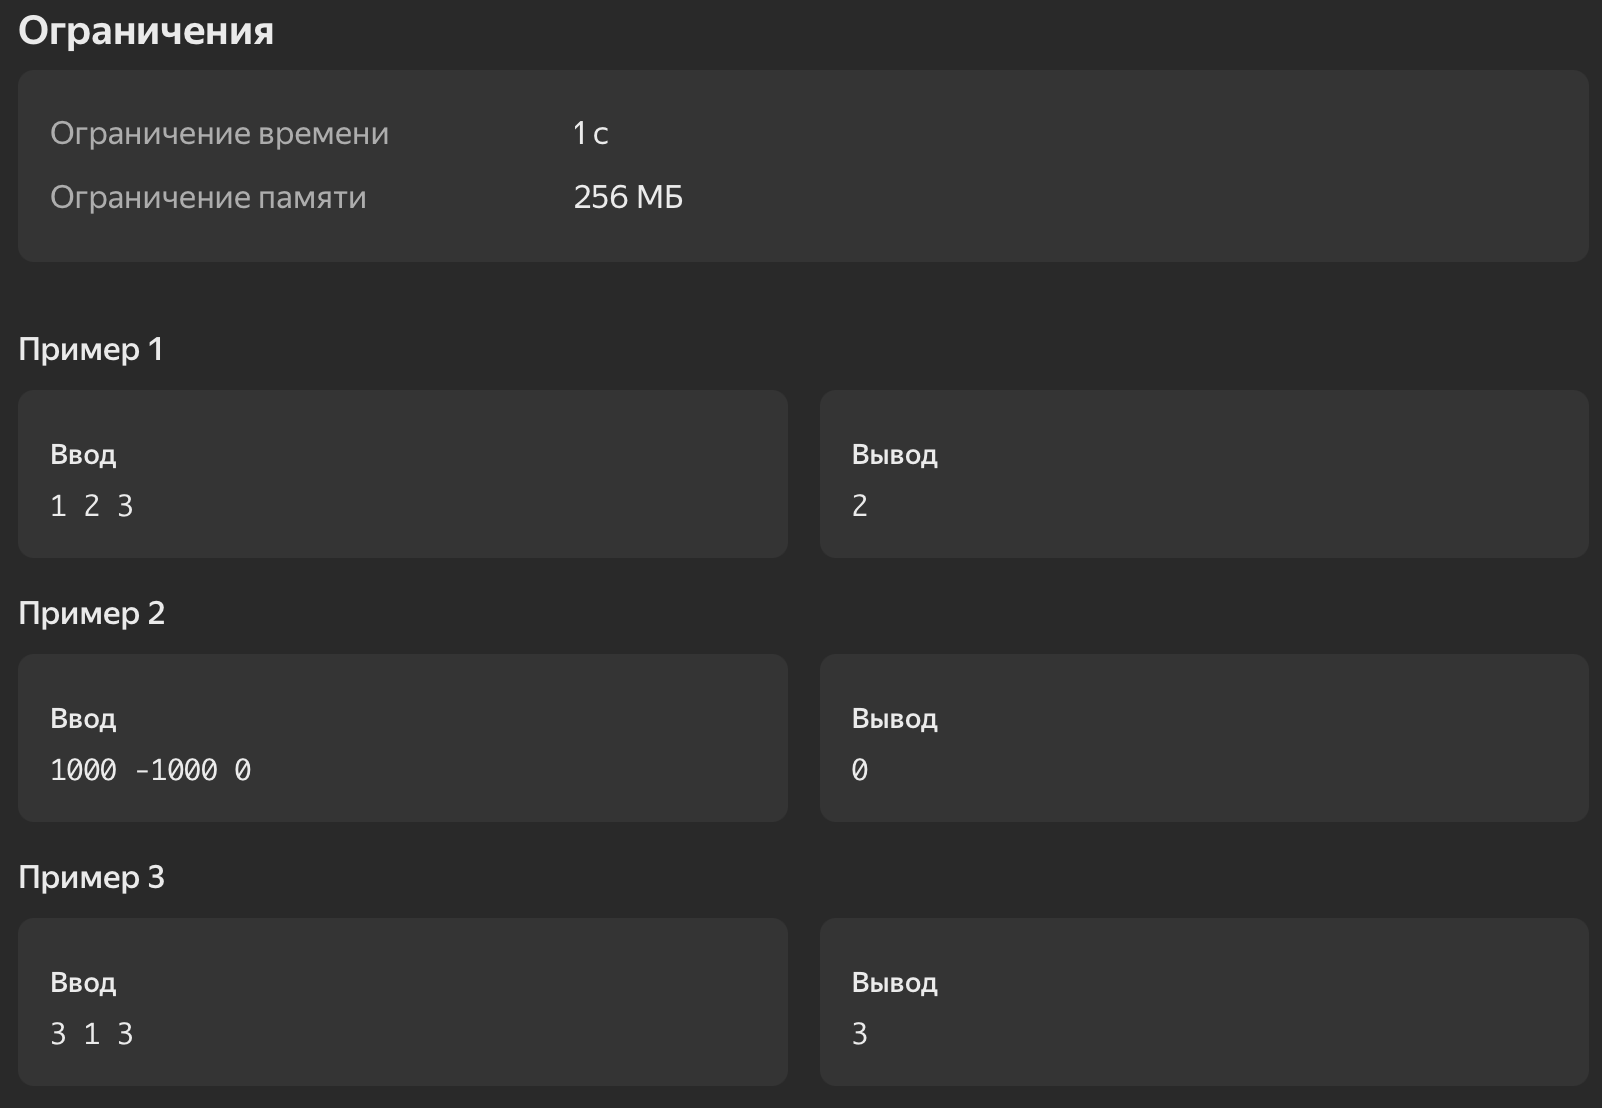 Ограничения
Ограничение времени 1 с
Ограничение памяти 256 МБ
Пример 1
Ввод Вывод
1 2 3 2
Пример 2
Ввод Вывод
1000 -1000 0 0
Пример 3
Ввод Вывод
3 1 3 3